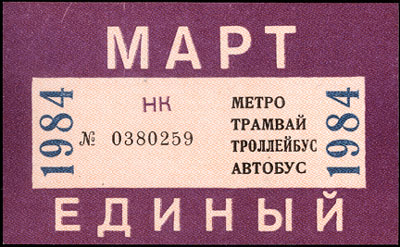 МАРТ
1984
НК
№ 0380259
МЕТРО
ТРАМВАЙ
ТРОЛЛЕЙБУС
АВТОБУС
1984
ЕДИНЫЙ